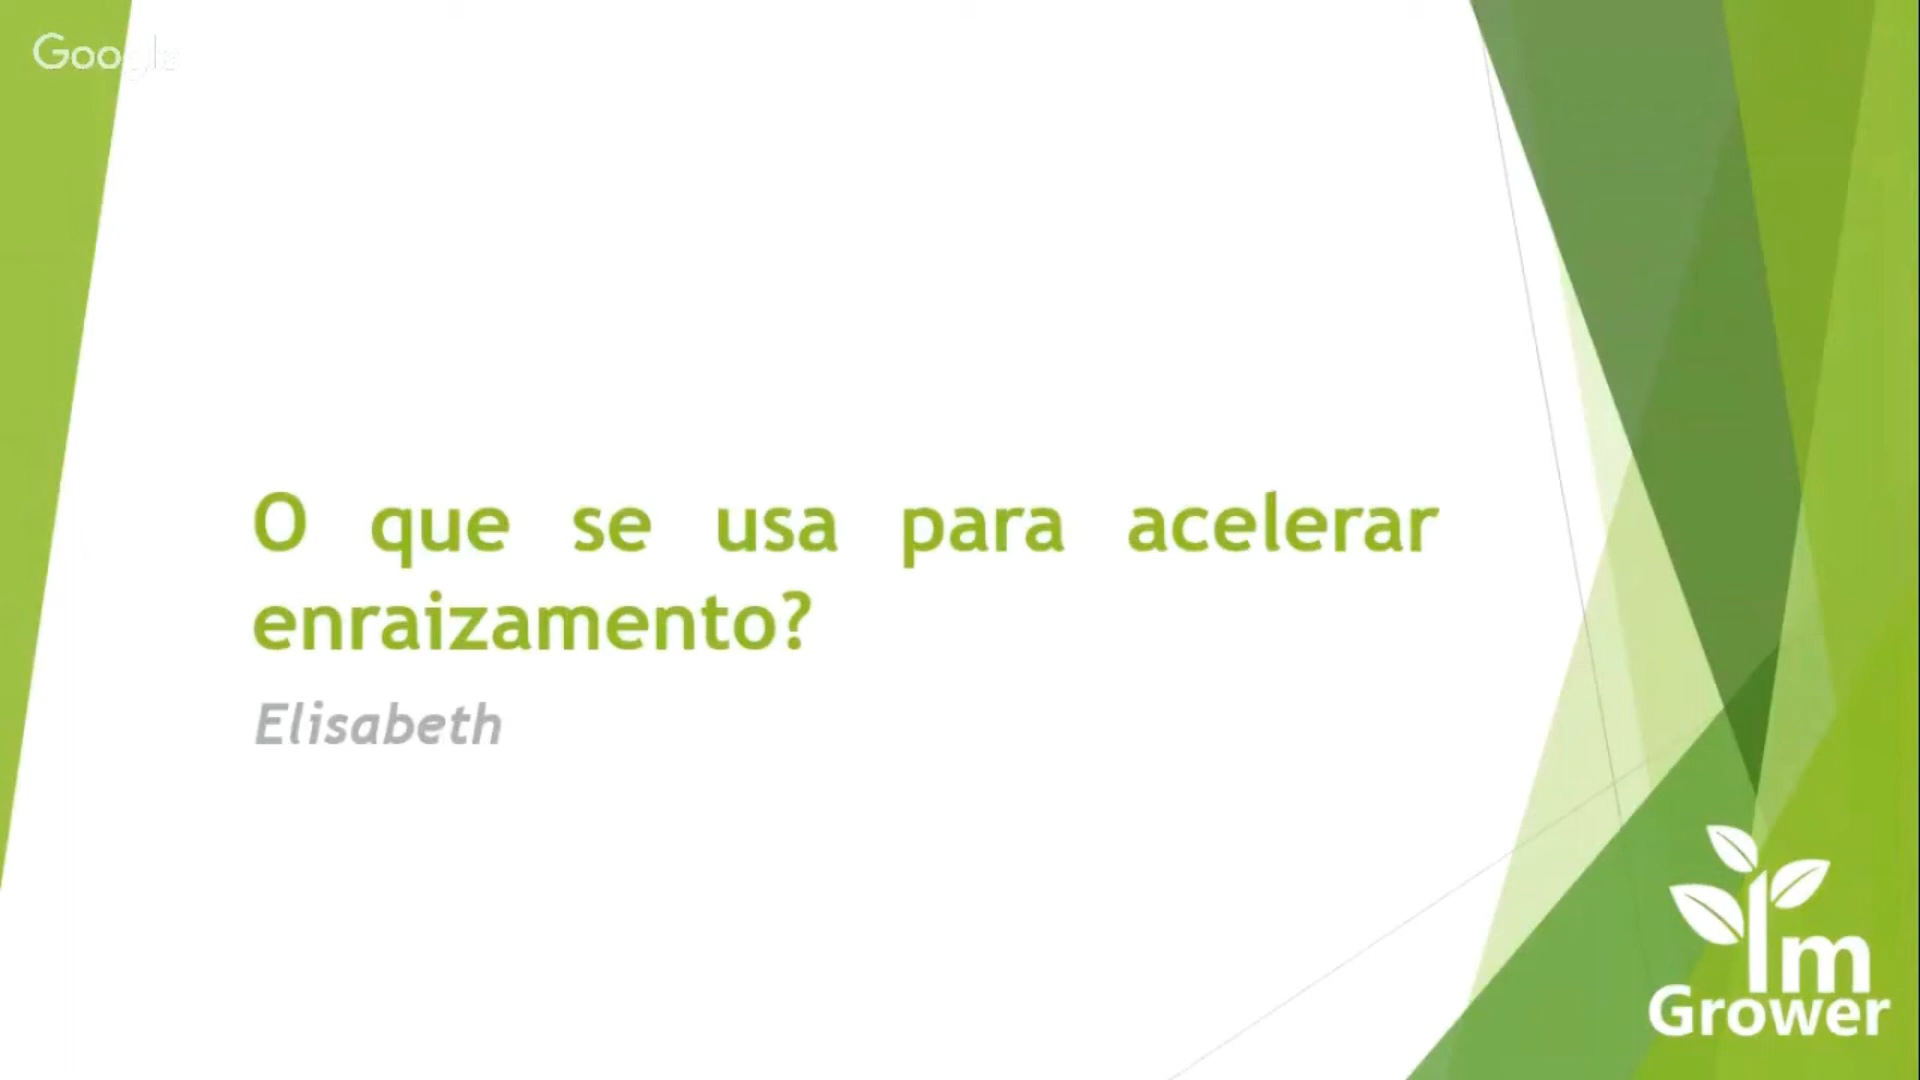 Google
O que se usa para acelerar
enraizamento?
Elisabeth
Im
Grower